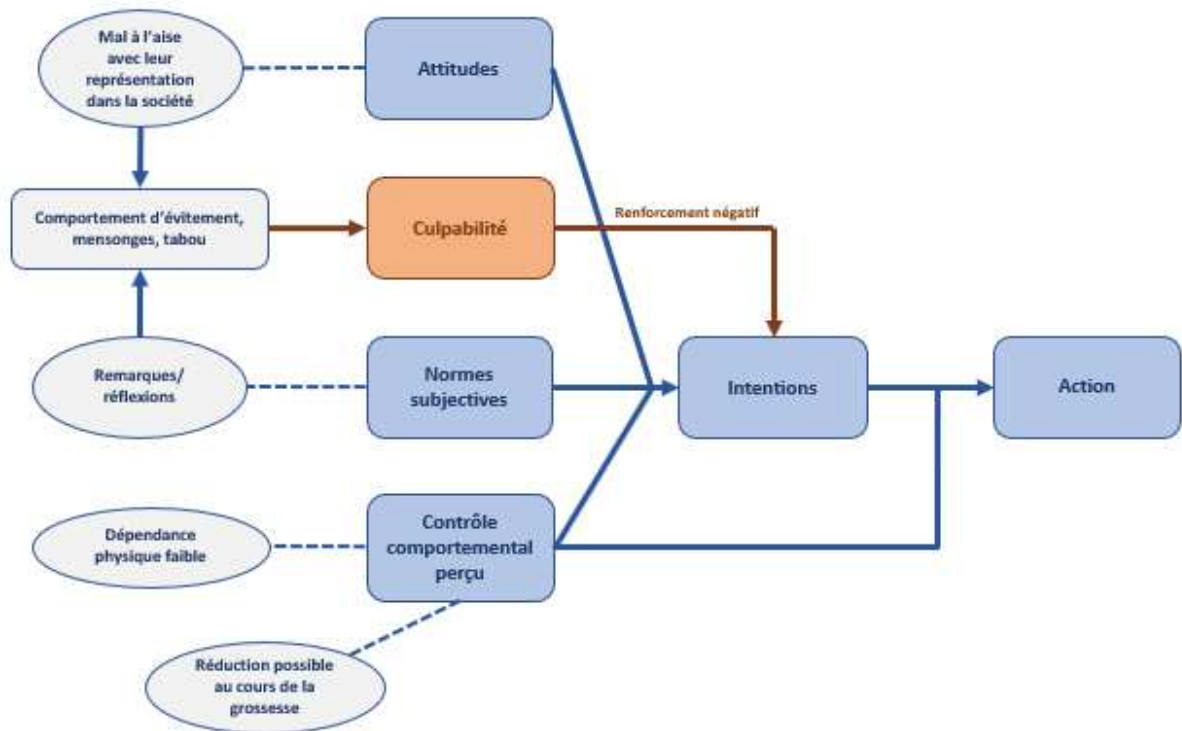 Mal à l'aise
avec leur
représentation
dans la société
Attitudes
Comportement d'évitement,
mensonges, tabou
Culpabilité
Renforcement négatif
Remarques/
réflexions
Normes
subjectives
Intentions
Action
Dépendance
physique faible
Contrôle
comportemental
perçu
Réduction possible
au cours de la
grossesse